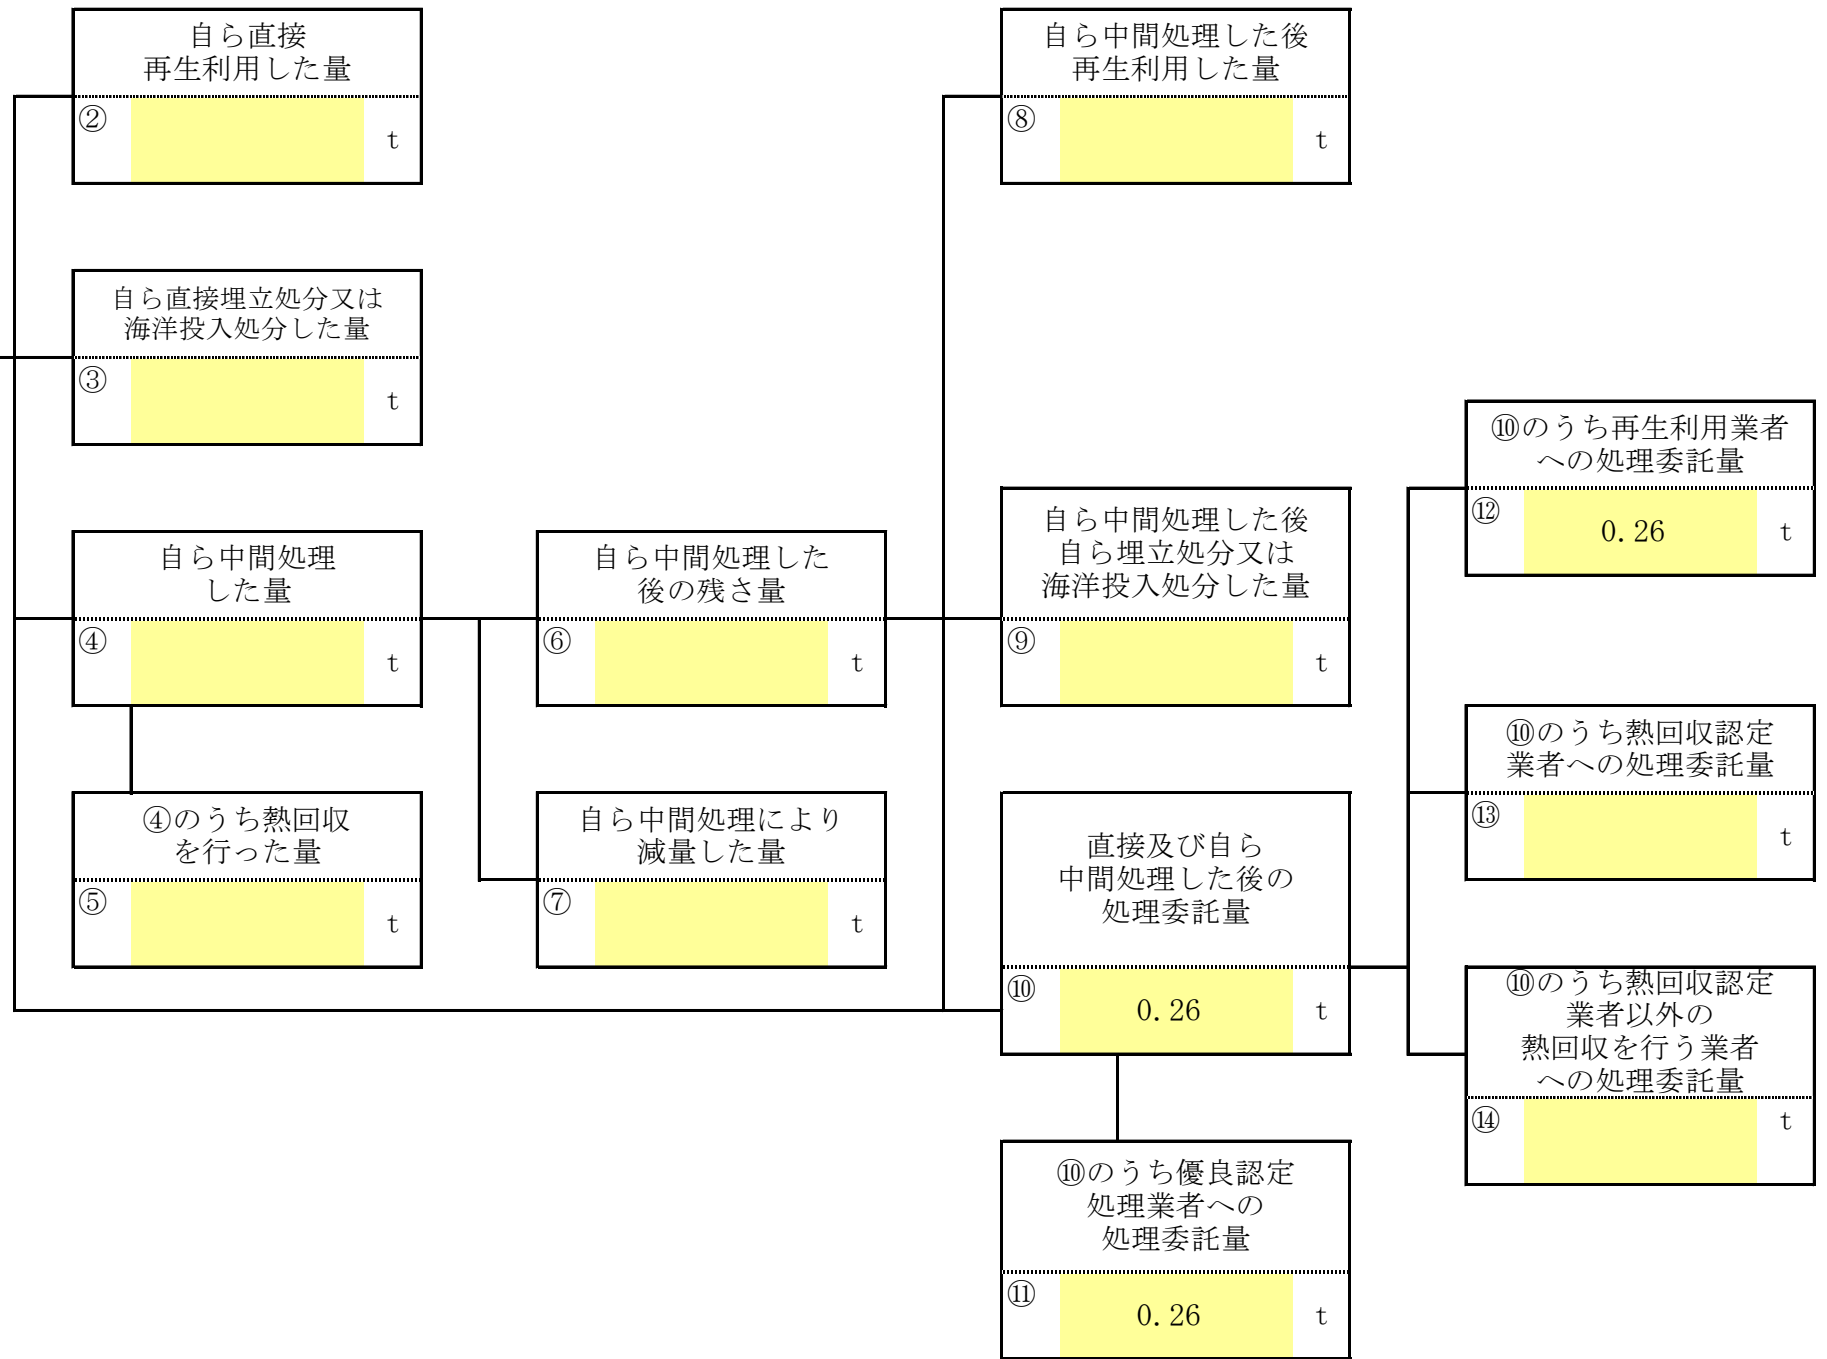 自ら直接
再生利用した量
②
t
自ら中間処理した後
再生利用した量
⑧
t
自ら直接埋立処分又は
海洋投入処分した量
③
t
⑩のうち再生利用業者
への処理委託量
⑫
0.26
t
自ら中間処理
した量
④
t
自ら中間処理した
後の残さ量
⑥
t
自ら中間処理した後
自ら埋立処分又は
海洋投入処分した量
⑨
t
⑩のうち熱回収認定
業者への処理委託量
⑬
t
④のうち熱回収
を行った量
⑤
t
自ら中間処理により
減量した量
⑦
t
直接及び自ら
中間処理した後の
処理委託量
⑩
0.26
t
⑩のうち熱回収認定
業者以外の
熱回収を行う業者
への処理委託量
⑭
t
⑩のうち優良認定
処理業者への
処理委託量
⑪
0.26
t